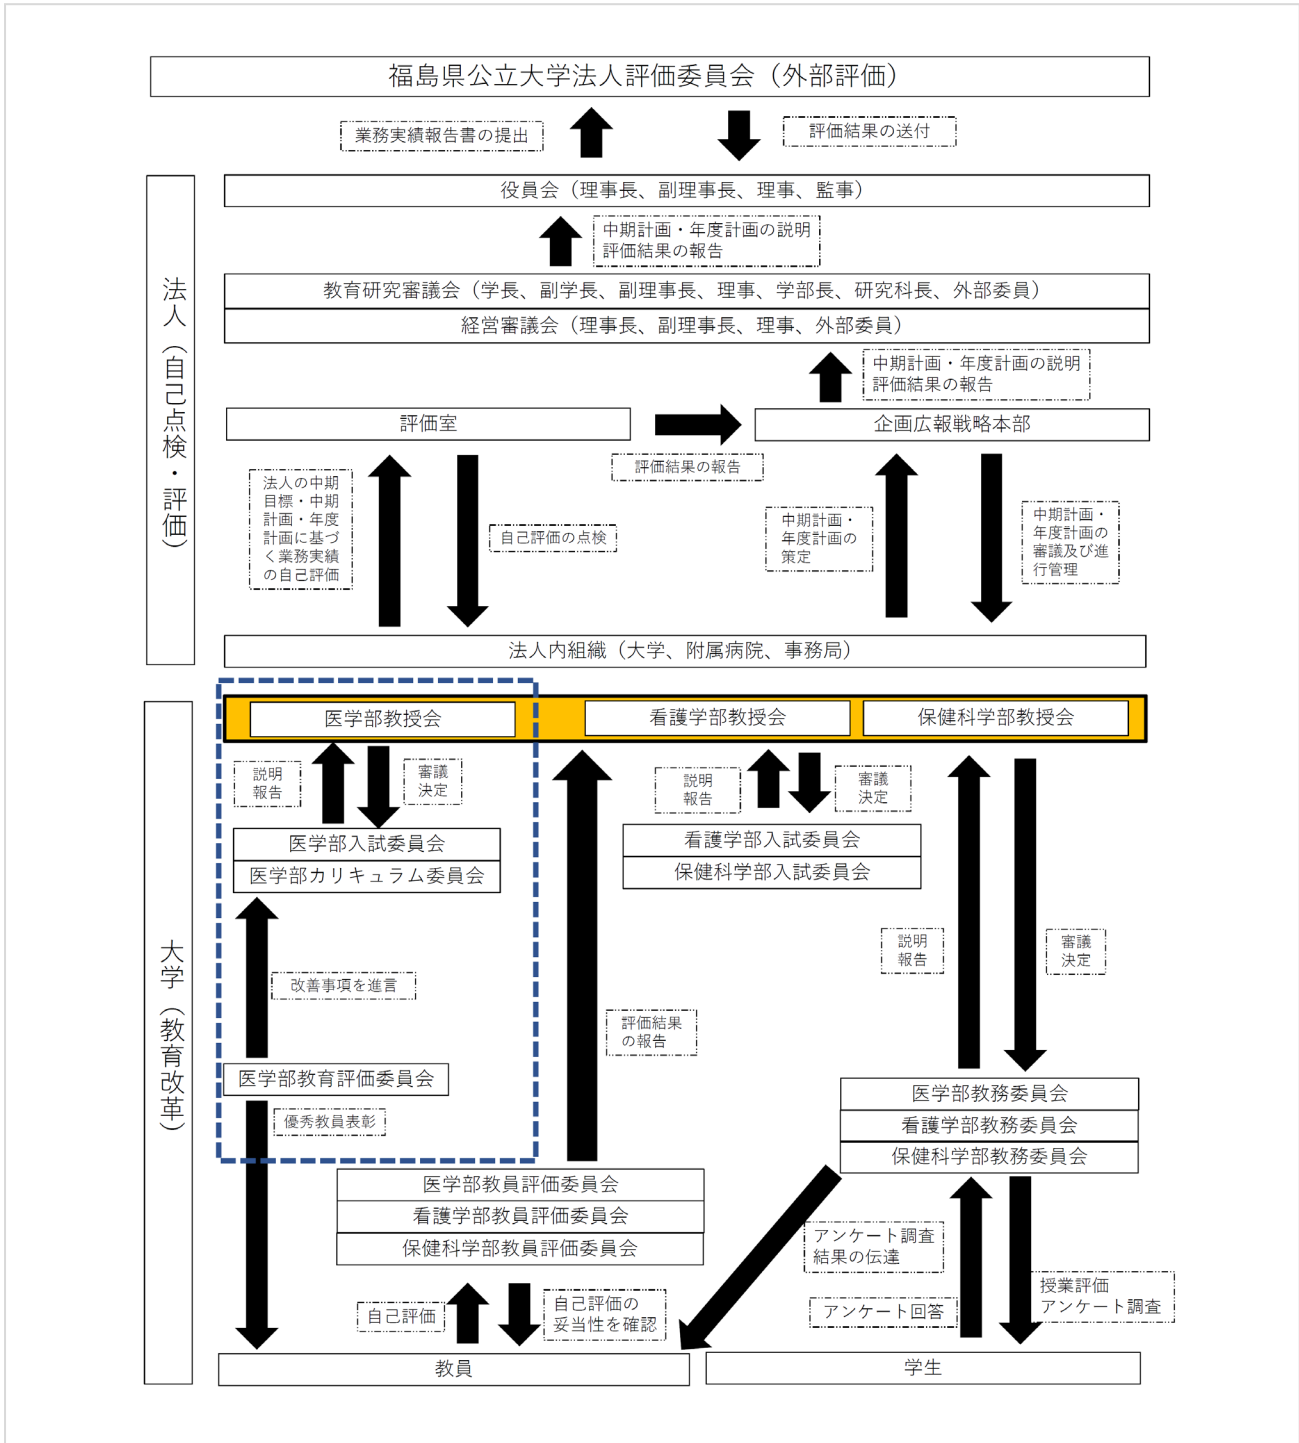 福島県公立大学法人評価委員会（外部評価）
業務実績報告書の提出
評価結果の送付
法人（自己点検・評価）
役員会（理事長、副理事長、理事、監事）
中期計画・年度計画の説明
評価結果の報告
教育研究審議会（学長、副学長、副理事長、理事、学部長、研究科長、外部委員）
経営審議会（理事長、副理事長、理事、外部委員）
中期計画・年度計画の説明
評価結果の報告
評価室
企画広報戦略本部
評価結果の報告
法人の中期
目標・中期
計画・年度
計画に基づ
く業務実績
の自己評価
自己評価の点検
中期計画・
年度計画の
策定
中期計画・
年度計画の
審議及び進
行管理
法人内組織（大学、附属病院、事務局）
大学（教育改革）
医学部教授会
看護学部教授会
保健科学部教授会
説明
報告
審議
決定
説明
報告
審議
決定
医学部入試委員会
医学部カリキュラム委員会
看護学部入試委員会
保健科学部入試委員会
説明
報告
審議
決定
改善事項を進言
評価結果
の報告
医学部教育評価委員会
優秀教員表彰
医学部教務委員会
看護学部教務委員会
保健科学部教務委員会
医学部教員評価委員会
看護学部教員評価委員会
保健科学部教員評価委員会
アンケート調査
結果の伝達
自己評価
自己評価の
妥当性を確認
アンケート回答
授業評価
アンケート調査
教員
学生